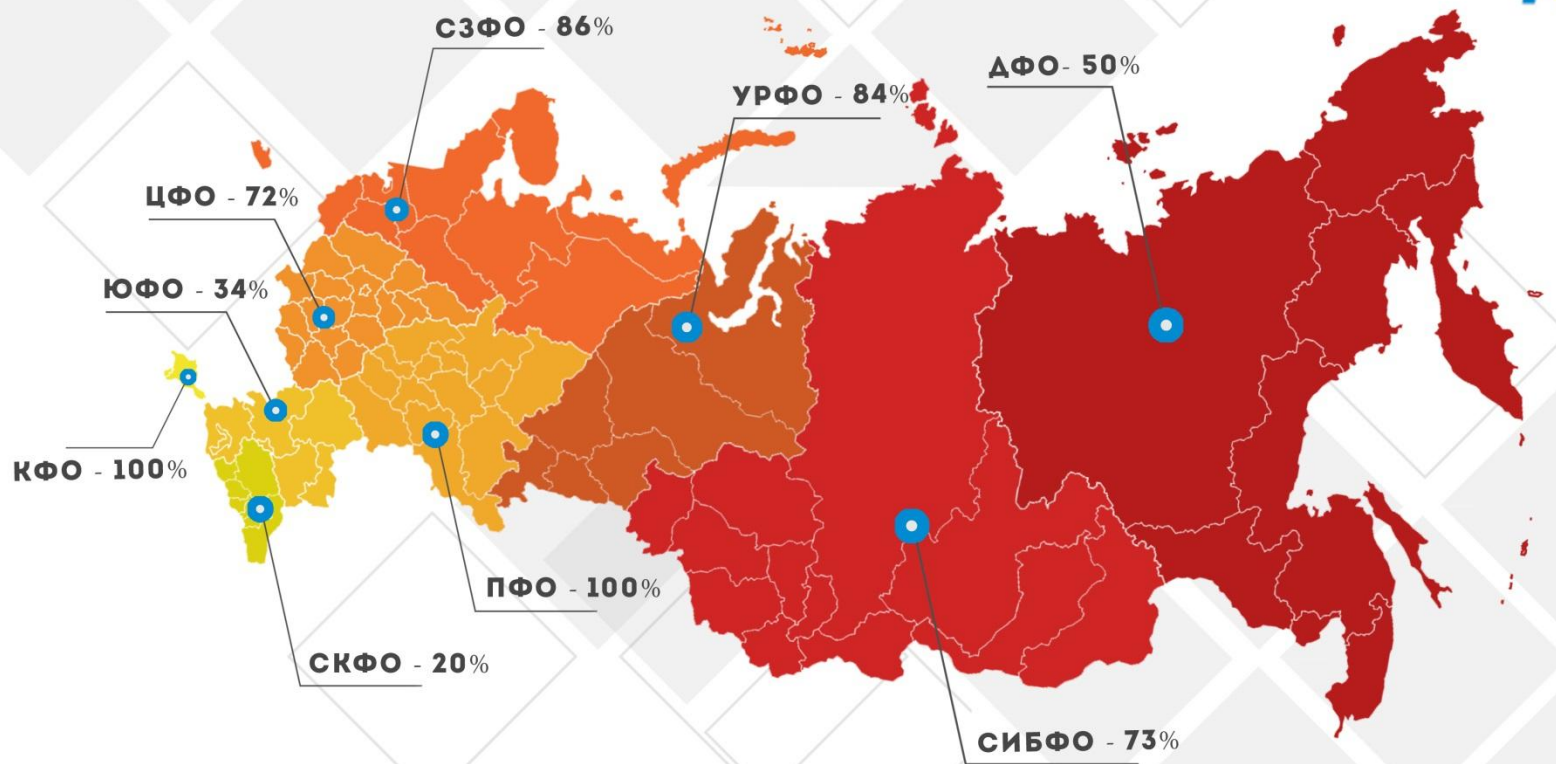 СЗФО - 86%
ДФО - 50%
УРФО - 84%
ЦФО - 72%
ЮФО - 34%
КФО - 100%
ПФО - 100%
СКФО - 20%
СИБФО - 73%